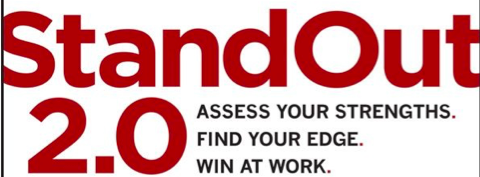 StandOut
2.0
ASSESS YOUR STRENGTHS.
FIND YOUR EDGE.
WIN AT WORK.